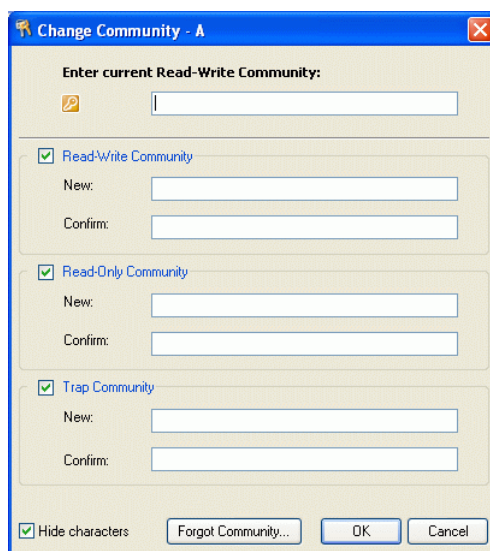 Change Community - A
Enter current Read-Write Community:
Read-Write Community
New:
Confirm:
Read-Only Community
New:
Confirm:
Trap Community
New:
Confirm:
Hide characters Forgot Community... OK Cancel